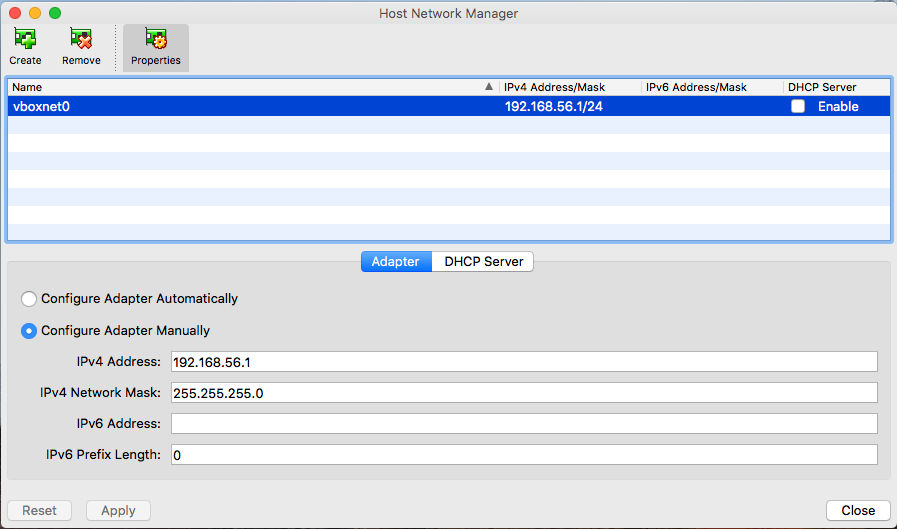 Host Network Manager
Create Remove Properties
Name IPv4 Address/Mask IPv6 Address/Mask DHCP Server
vboxnet0 192.168.56.1/24 Enable
Adapter DHCP Server
Configure Adapter Automatically
Configure Adapter Manually
IPv4 Address: 192.168.56.1
IPv4 Network Mask: 255.255.255.0
IPv6 Address:
IPv6 Prefix Length: 0
Reset Apply Close